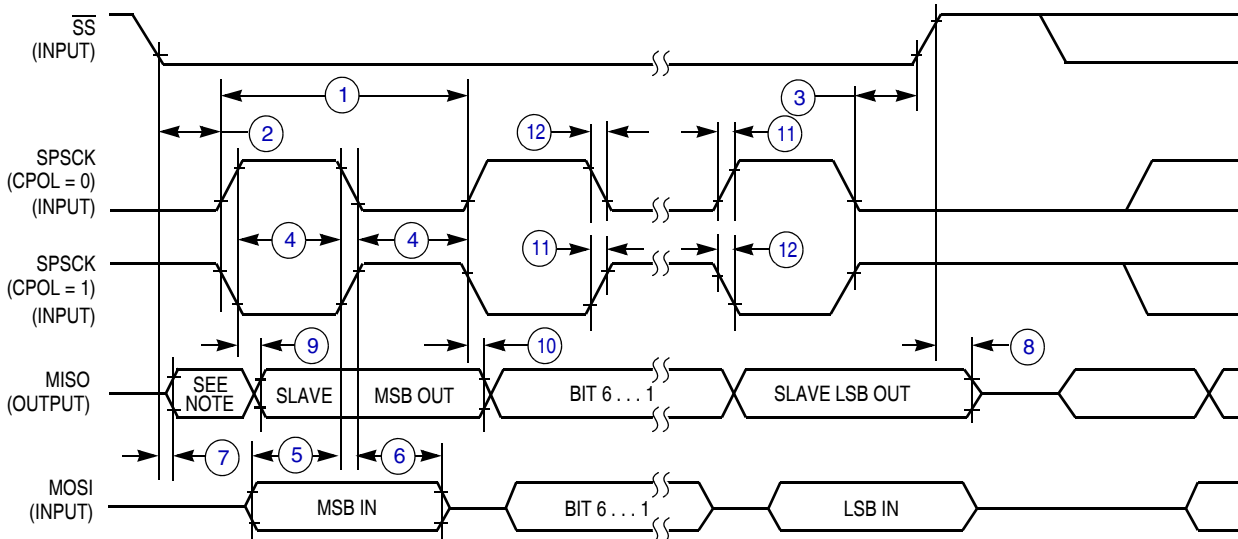 SS
(INPUT)
1
3
2
12
11
SPSCK
(CPOL = 0)
(INPUT)
4
4
11
12
SPSCK
(CPOL = 1)
(INPUT)
9
10
8
MISO
(OUTPUT)
SEE
NOTE
SLAVE
MSB OUT
BIT 6 . . . 1
SLAVE LSB OUT
7
5
6
MOSI
(INPUT)
MSB IN
BIT 6 . . . 1
LSB IN